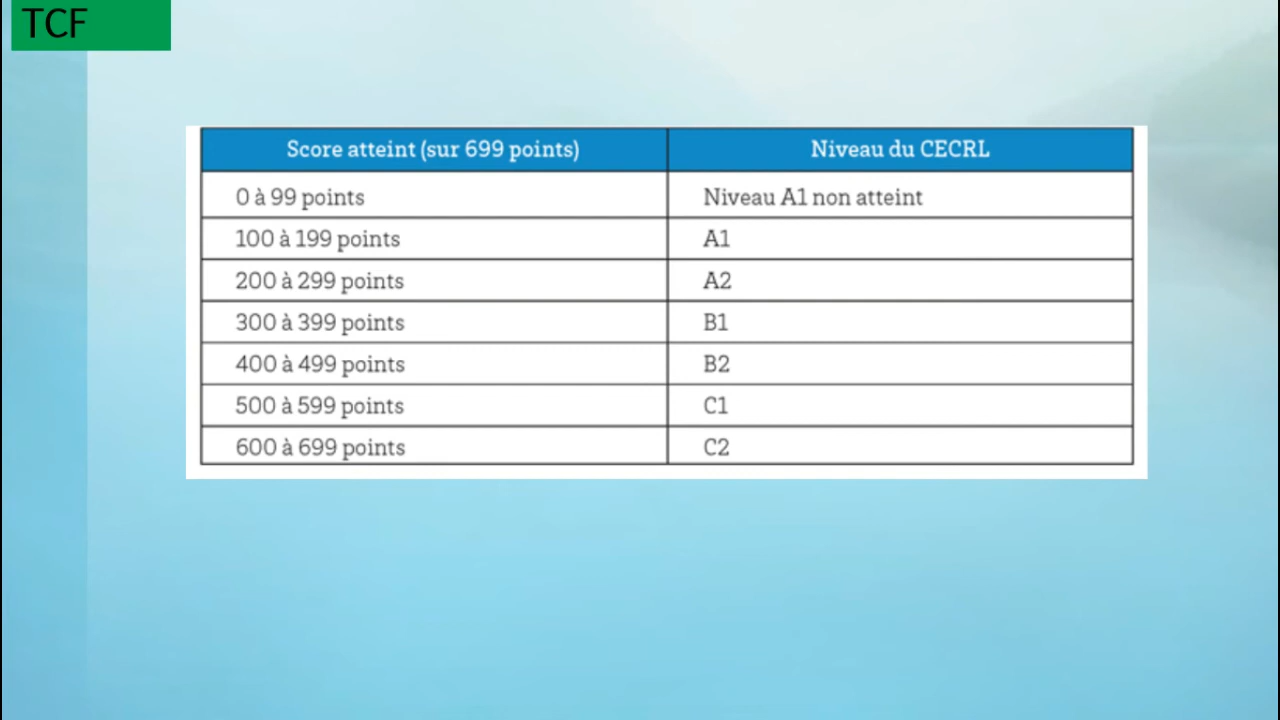 TCF
Score atteint (sur 699 points) Niveau du CECRL
0 à 99 points Niveau A1 non atteint
100 à 199 points A1
200 à 299 points A2
300 à 399 points B1
400 à 499 points B2
500 à 599 points C1
600 à 699 points C2